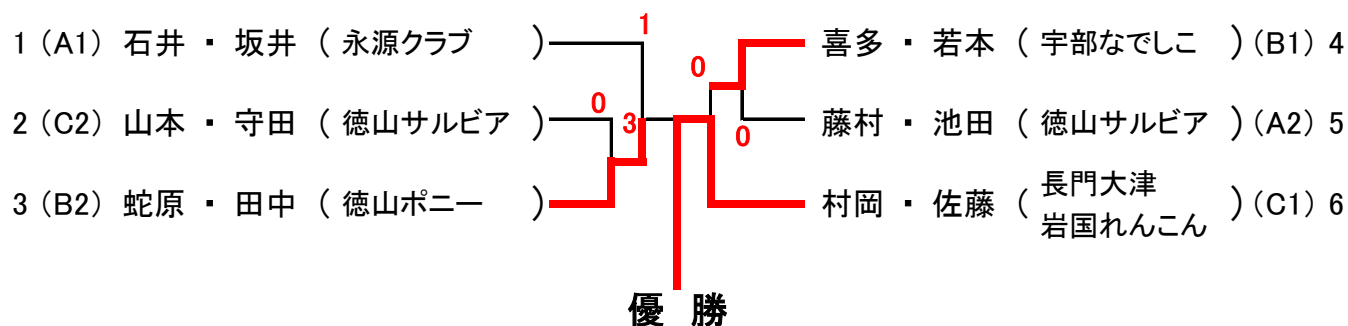 1 (A1) 石井 ・ 坂井 ( 永源クラブ )
2 (C2) 山本 ・ 守田 ( 徳山サルビア )
3 (B2) 蛇原 ・ 田中 ( 徳山ポニー )
1
0
3
0
0
喜多 ・ 若本 ( 宇部なでしこ ) (B1) 4
藤村 ・ 池田 ( 徳山サルビア ) (A2) 5
村岡 ・ 佐藤 ( 長門大津
岩国れんこん ) (C1) 6
優 勝